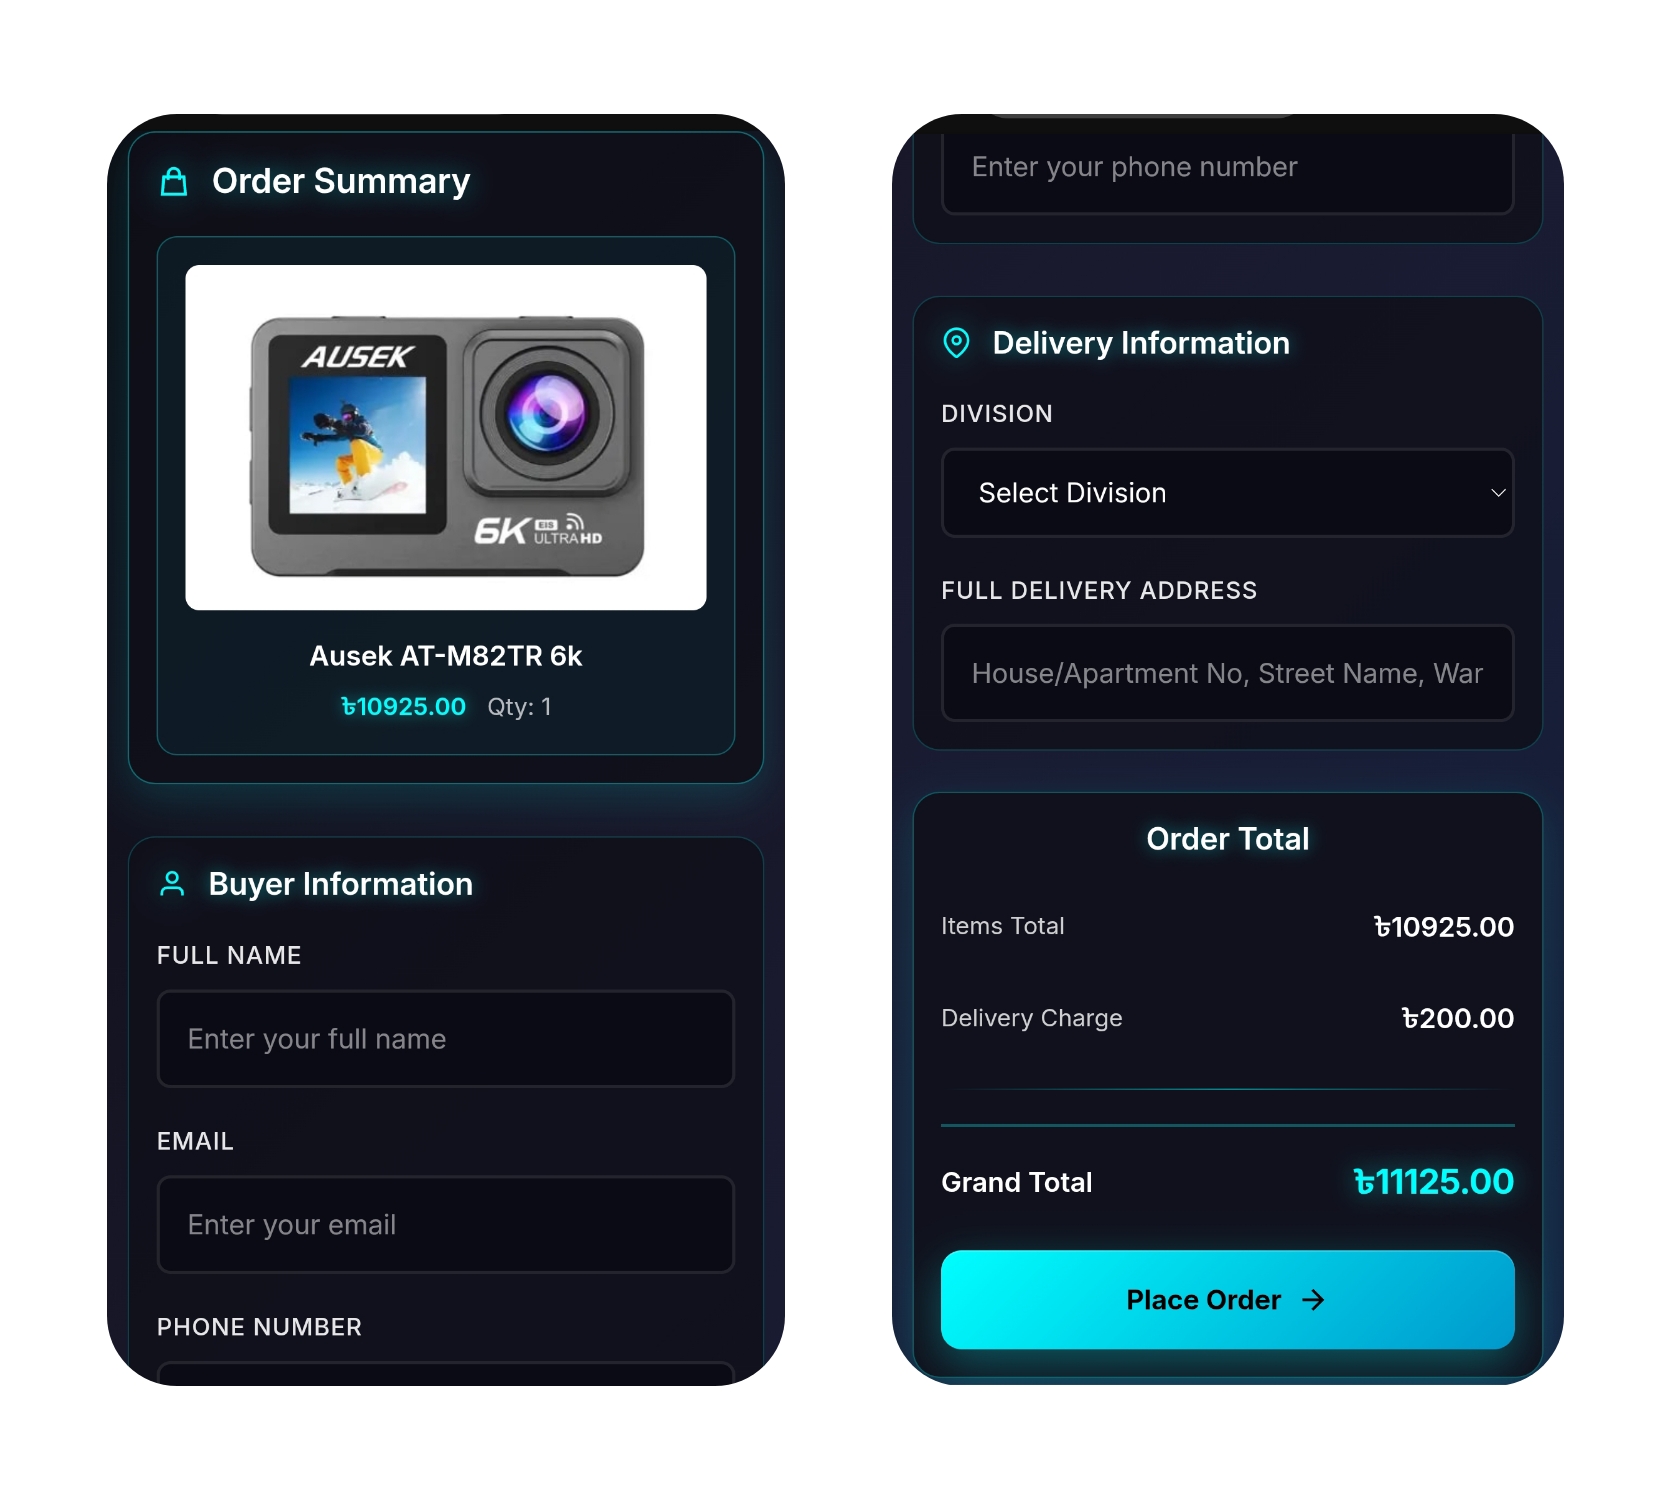 Order Summary
AUSEK
6K EIS ULTRA HD
Ausek AT-M82TR 6k
৳10925.00 Qty: 1
Buyer Information
FULL NAME
Enter your full name
EMAIL
Enter your email
PHONE NUMBER
Enter your phone number
Delivery Information
DIVISION
Select Division
FULL DELIVERY ADDRESS
House/Apartment No, Street Name, War
Order Total
Items Total ৳10925.00
Delivery Charge ৳200.00
Grand Total ৳11125.00
Place Order →